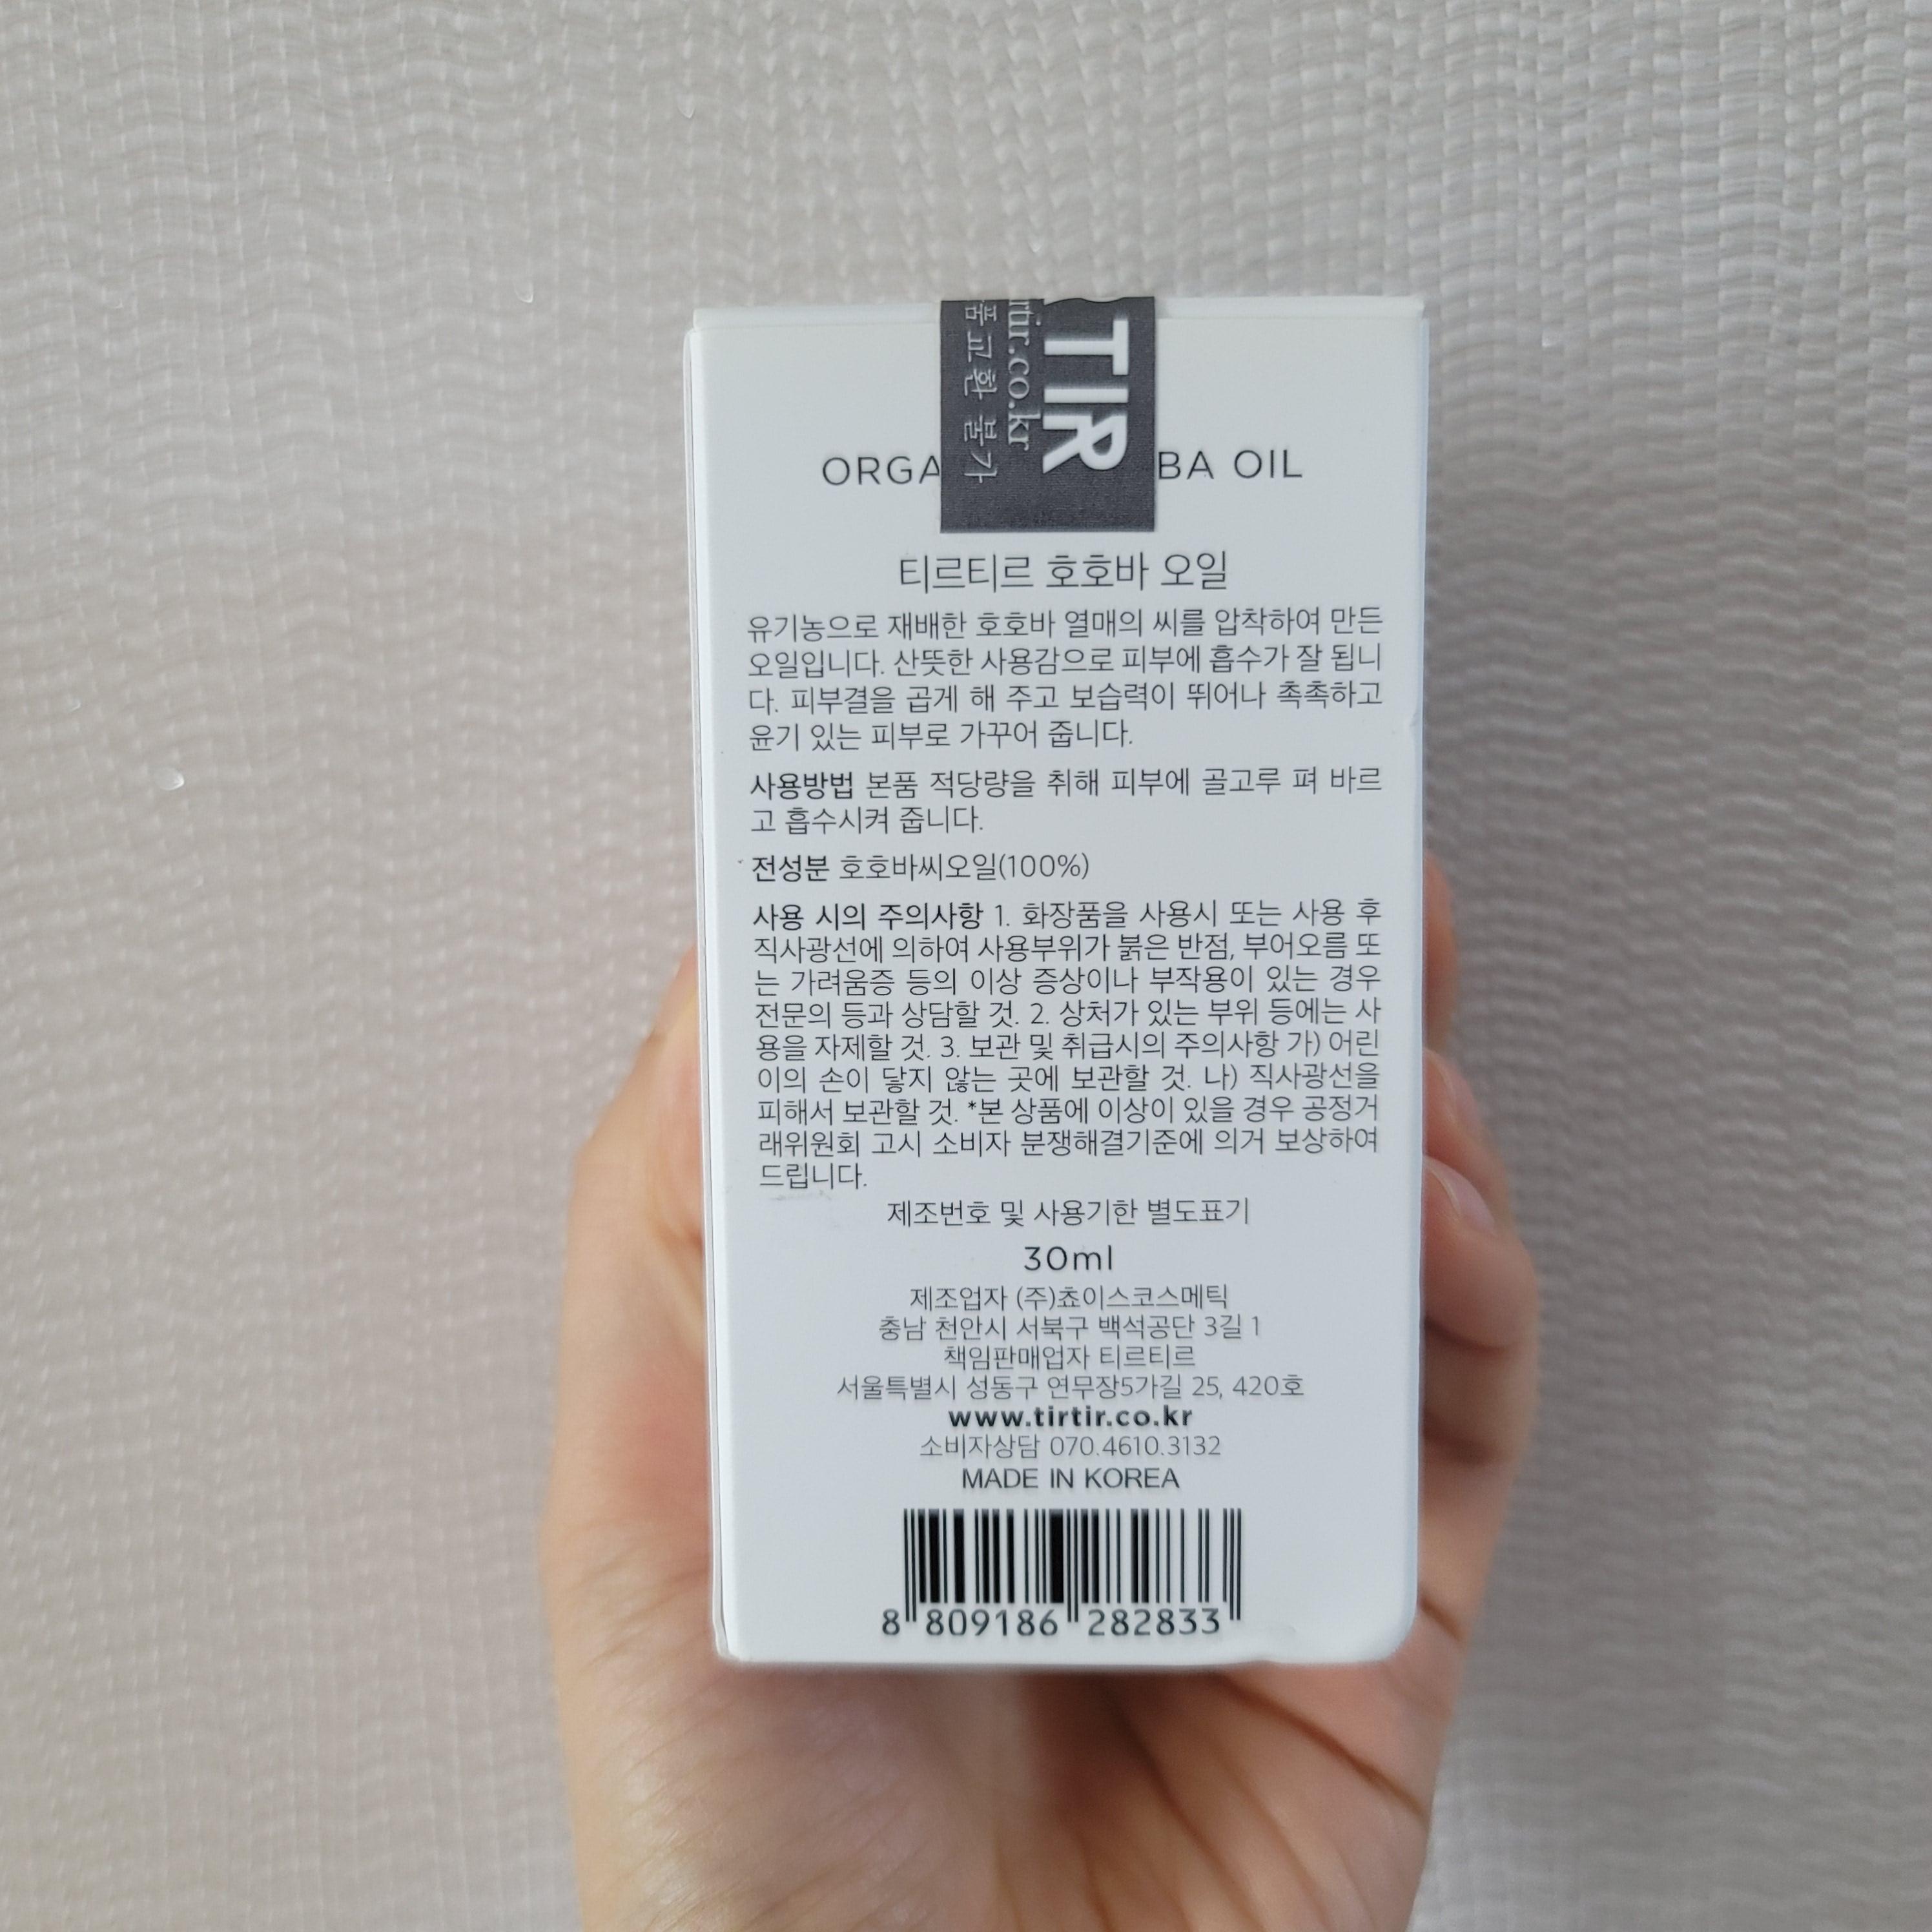 TIR
rtir.co.kr
품 교환 불가
ORGA BA OIL
티르티르 호호바 오일
유기농으로 재배한 호호바 열매의 씨를 압착하여 만든
오일입니다. 산뜻한 사용감으로 피부에 흡수가 잘 됩니
다. 피부결을 곱게 해 주고 보습력이 뛰어나 촉촉하고
윤기 있는 피부로 가꾸어 줍니다.
사용방법 본품 적당량을 취해 피부에 골고루 펴 바르
고 흡수시켜 줍니다.
전성분 호호바씨오일(100%)
사용 시의 주의사항 1. 화장품을 사용시 또는 사용 후
직사광선에 의하여 사용부위가 붉은 반점, 부어오름 또
는 가려움증 등의 이상 증상이나 부작용이 있는 경우
전문의 등과 상담할 것. 2. 상처가 있는 부위 등에는 사
용을 자제할 것. 3. 보관 및 취급시의 주의사항 가) 어린
이의 손이 닿지 않는 곳에 보관할 것. 나) 직사광선을
피해서 보관할 것. *본 상품에 이상이 있을 경우 공정거
래위원회 고시 소비자 분쟁해결기준에 의거 보상하여
드립니다.
제조번호 및 사용기한 별도표기
30ml
제조업자 (주)쵸이스코스메틱
충남 천안시 서북구 백석공단 3길 1
책임판매업자 티르티르
서울특별시 성동구 연무장5가길 25, 420호
www.tirtir.co.kr
소비자상담 070.4610.3132
MADE IN KOREA
8 809186 282833